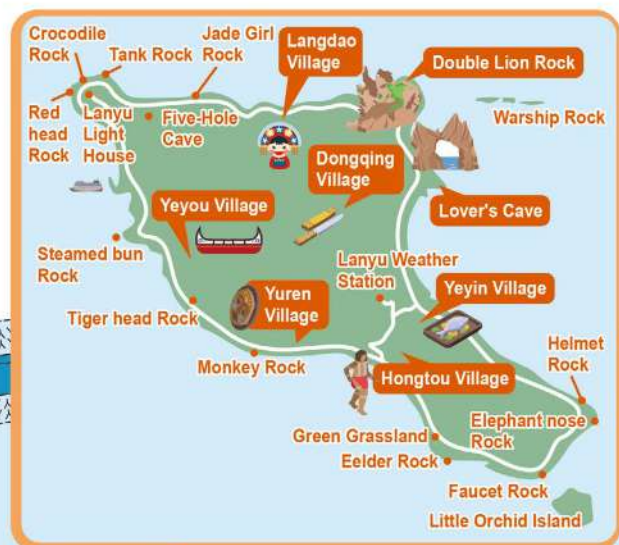 Crocodile
Rock
Tank Rock
Jade Girl
Rock
Langdao
Village
Double Lion Rock
Red
head
Rock
Lanyu
Light
House
Five-Hole
Cave
Warship Rock
Dongqing
Village
Yeyou Village
Lover's Cave
Steamed bun
Rock
Lanyu Weather
Station
Yeyin Village
Tiger head Rock
Yuren
Village
Monkey Rock
Hongtou Village
Helmet
Rock
Green Grassland
Elephant nose
Rock
Eelder Rock
Faucet Rock
Little Orchid Island